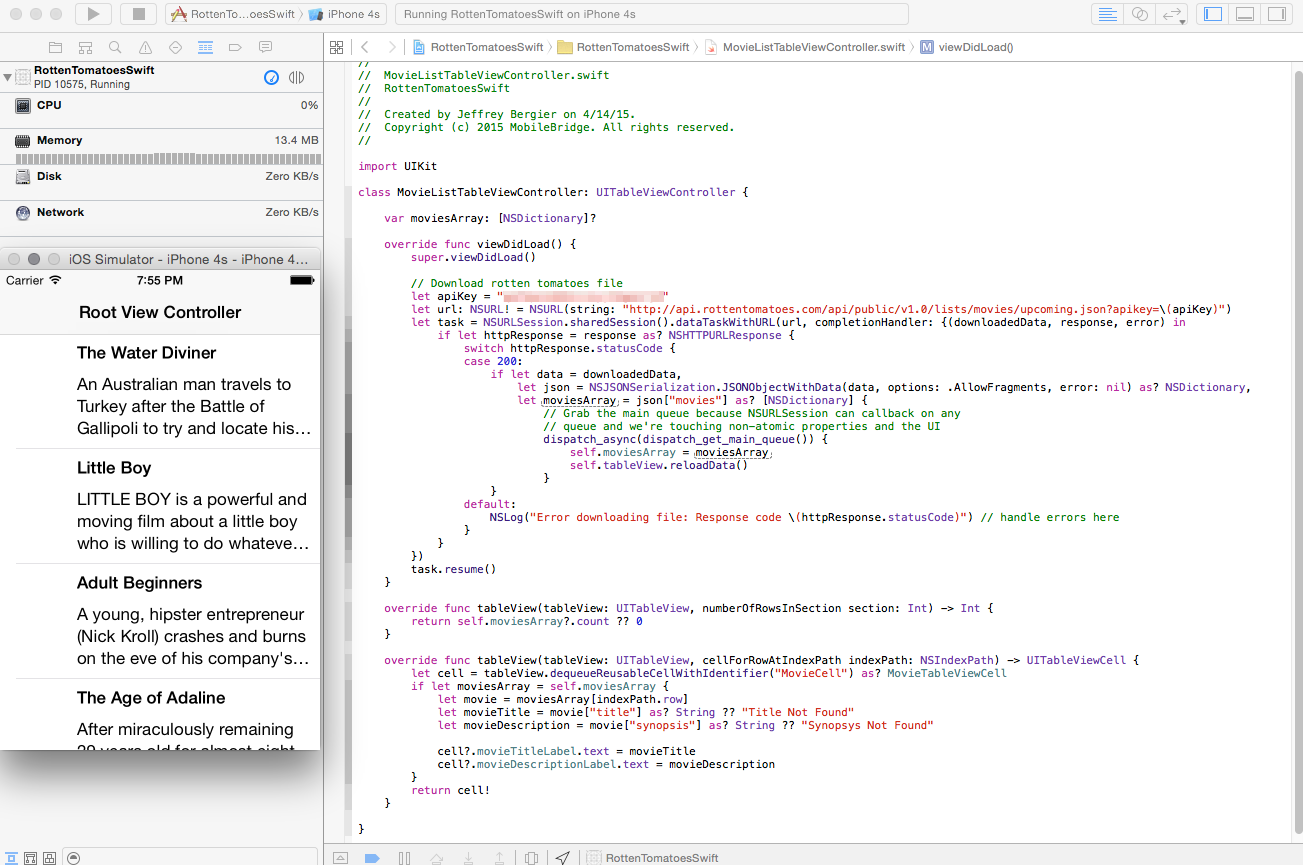 RottenTo...oesSwift
iPhone 4s
Running RottenTomatoesSwift on iPhone 4s
RottenTomatoesSwift
RottenTomatoesSwift
MovieListTableViewController.swift
M
viewDidLoad()
RottenTomatoesSwift
PID 10575, Running
CPU
0%
Memory
13.4 MB
Disk
Zero KB/s
Network
Zero KB/s
iOS Simulator - iPhone 4s - iPhone 4...
Carrier
7:55 PM
Root View Controller
The Water Diviner
An Australian man travels to
Turkey after the Battle of
Gallipoli to try and locate his...
Little Boy
LITTLE BOY is a powerful and
moving film about a little boy
who is willing to do whateve...
Adult Beginners
A young, hipster entrepreneur
(Nick Kroll) crashes and burns
on the eve of his company's...
The Age of Adaline
After miraculously remaining
29 years old for almost eight
//
//  MovieListTableViewController.swift
//  RottenTomatoesSwift
//
//  Created by Jeffrey Bergier on 4/14/15.
//  Copyright (c) 2015 MobileBridge. All rights reserved.
//
import UIKit
class MovieListTableViewController: UITableViewController {
var moviesArray: [NSDictionary]?
override func viewDidLoad() {
super.viewDidLoad()
// Download rotten tomatoes file
let apiKey = ""
let url: NSURL! = NSURL(string: "http://api.rottentomatoes.com/api/public/v1.0/lists/movies/upcoming.json?apikey=\(apiKey)")
let task = NSURLSession.sharedSession().dataTaskWithURL(url, completionHandler: {(downloadedData, response, error) in
if let httpResponse = response as? NSHTTPURLResponse {
switch httpResponse.statusCode {
case 200:
if let data = downloadedData,
let json = NSJSONSerialization.JSONObjectWithData(data, options: .AllowFragments, error: nil) as? NSDictionary,
let moviesArray = json["movies"] as? [NSDictionary] {
// Grab the main queue because NSURLSession can callback on any
// queue and we're touching non-atomic properties and the UI
dispatch_async(dispatch_get_main_queue()) {
self.moviesArray = moviesArray
self.tableView.reloadData()
}
}
default:
NSLog("Error downloading file: Response code \(httpResponse.statusCode)") // handle errors here
}
}
})
task.resume()
}
override func tableView(tableView: UITableView, numberOfRowsInSection section: Int) -> Int {
return self.moviesArray?.count ?? 0
}
override func tableView(tableView: UITableView, cellForRowAtIndexPath indexPath: NSIndexPath) -> UITableViewCell {
let cell = tableView.dequeueReusableCellWithIdentifier("MovieCell") as? MovieTableViewCell
if let moviesArray = self.moviesArray {
let movie = moviesArray[indexPath.row]
let movieTitle = movie["title"] as? String ?? "Title Not Found"
let movieDescription = movie["synopsis"] as? String ?? "Synopsys Not Found"
cell?.movieTitleLabel.text = movieTitle
cell?.movieDescriptionLabel.text = movieDescription
}
return cell!
}
}
RottenTomatoesSwift